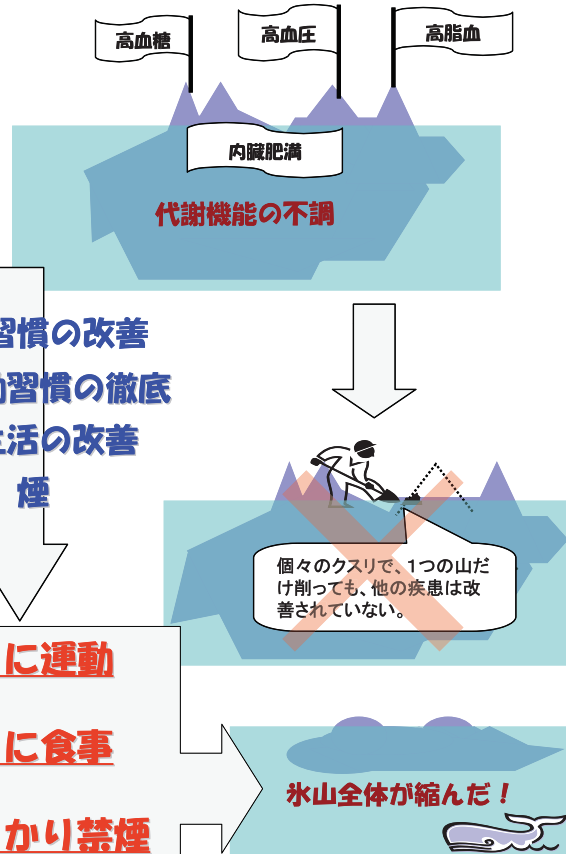 高血糖
高血圧
高脂血
内臓肥満
代謝機能の不調
習慣の改善
動習慣の徹底
生活の改善
煙
個々のクスリで、1つの山だ
け削っても、他の疾患は改
善されていない。
に運動
に食事
かり禁煙
氷山全体が縮んだ！